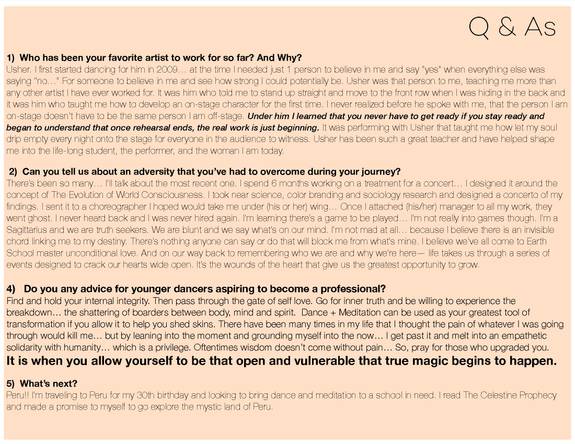 Q & As
1) Who has been your favorite artist to work for so far? And Why?
Usher. I first started dancing for him in 2009... at the time I needed just 1 person to believe in me and say "yes" when everything else was
saying "no..." For someone to believe in me and see how strong I could potentially be. Usher was that person to me, teaching me more than
any other artist I have ever worked for. It was him who told me to stand up straight and move to the front row when I was hiding in the back and
it was him who taught me how to develop an on-stage character for the first time. I never realized before he spoke with me, that the person I am
on-stage doesn't have to be the same person I am off-stage. Under him I learned that you never have to get ready if you stay ready and
began to understand that once rehearsal ends, the real work is just beginning. It was performing with Usher that taught me how let my soul
drip empty every night onto the stage for everyone in the audience to witness. Usher has been such a great teacher and have helped shape
me into the life-long student, the performer, and the woman I am today.
2) Can you tell us about an adversity that you've had to overcome during your journey?
There's been so many... I'll talk about the most recent one. I spend 6 months working on a treatment for a concert... I designed it around the
concept of The Evolution of World Consciousness. I took near science, color branding and sociology research and designed a concerto of my
findings. I sent it to a choreographer I hoped would take me under (his or her) wing... Once I attached (his/her) manager to all my work, they
went ghost. I never heard back and I was never hired again. I'm learning there's a game to be played... I'm not really into games though. I'm a
Sagittarius and we are truth seekers. We are blunt and we say what's on our mind. I'm not mad at all... because I believe there is an invisible
chord linking me to my destiny. There's nothing anyone can say or do that will block me from what's mine. I believe we've all come to Earth
School master unconditional love. And on our way back to remembering who we are and why we're here— life takes us through a series of
events designed to crack our hearts wide open. It's the wounds of the heart that give us the greatest opportunity to grow.
4) Do you any advice for younger dancers aspiring to become a professional?
Find and hold your internal integrity. Then pass through the gate of self love. Go for inner truth and be willing to experience the
breakdown... the shattering of boarders between body, mind and spirit. Dance + Meditation can be used as your greatest tool of
transformation if you allow it to help you shed skins. There have been many times in my life that I thought the pain of whatever I was going
through would kill me... but by leaning into the moment and grounding myself into the now... I get past it and melt into an empathetic
solidarity with humanity... which is a privilege. Oftentimes wisdom doesn't come without pain... So, pray for those who upgraded you.
It is when you allow yourself to be that open and vulnerable that true magic begins to happen.
5) What's next?
Peru!! I'm traveling to Peru for my 30th birthday and looking to bring dance and meditation to a school in need. I read The Celestine Prophecy
and made a promise to myself to go explore the mystic land of Peru.